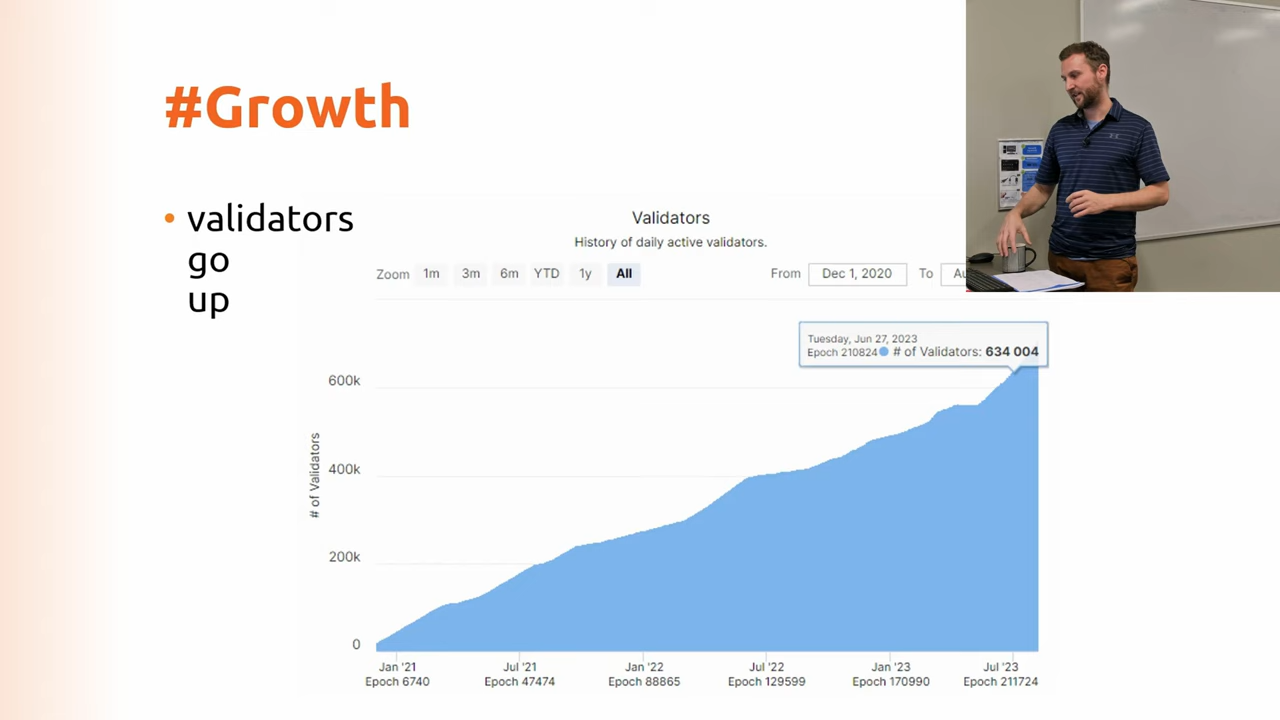 #Growth
• validators
go
up
Validators
History of daily active validators.
Zoom 1m 3m 6m YTD 1y All From Dec 1, 2020 To Au
Tuesday, Jun 27, 2023
Epoch 210824 # of Validators: 634 004
600k
400k
200k
0
# of Validators
Jan '21 Jul '21 Jan '22 Jul '22 Jan '23 Jul '23
Epoch 6740 Epoch 47474 Epoch 88865 Epoch 129599 Epoch 170990 Epoch 211724